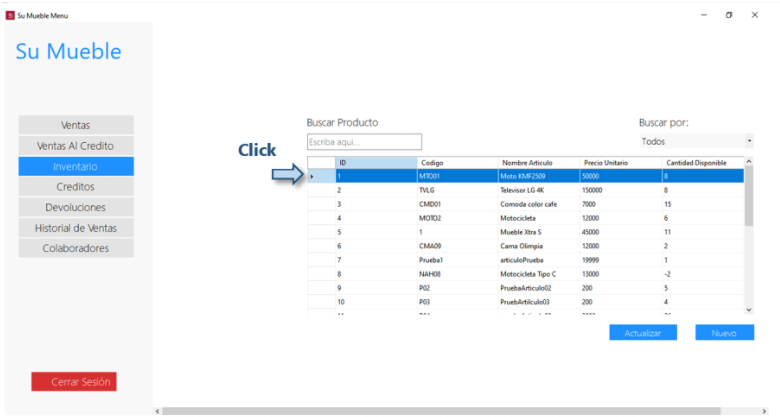 Su Mueble Menu
Su Mueble
Ventas
Ventas Al Credito
Inventario
Creditos
Devoluciones
Historial de Ventas
Colaboradores
Cerrar Sesión
Click
Buscar Producto
Buscar por:
Escriba aqui...
Todos
ID Codigo Nombre Articulo Precio Unitario Cantidad Disponible
1 MTD01 Moto KMF2509 50000 8
2 TVLG Televisor LG 4K 150000 8
3 CMD01 Comoda color cafe 7000 15
4 MOTO2 Motocicleta 12000 6
5 1 Mueble Xtra S 45000 11
6 CMA09 Cama Olimpia 12000 2
7 Prueba1 articuloPrueba 19999 1
8 NAH08 Motocicleta Tipo C 13000 -2
9 P02 PruebaArticulo02 200 5
10 P03 PruebArtilculo03 200 4
Actualizar
Nuevo